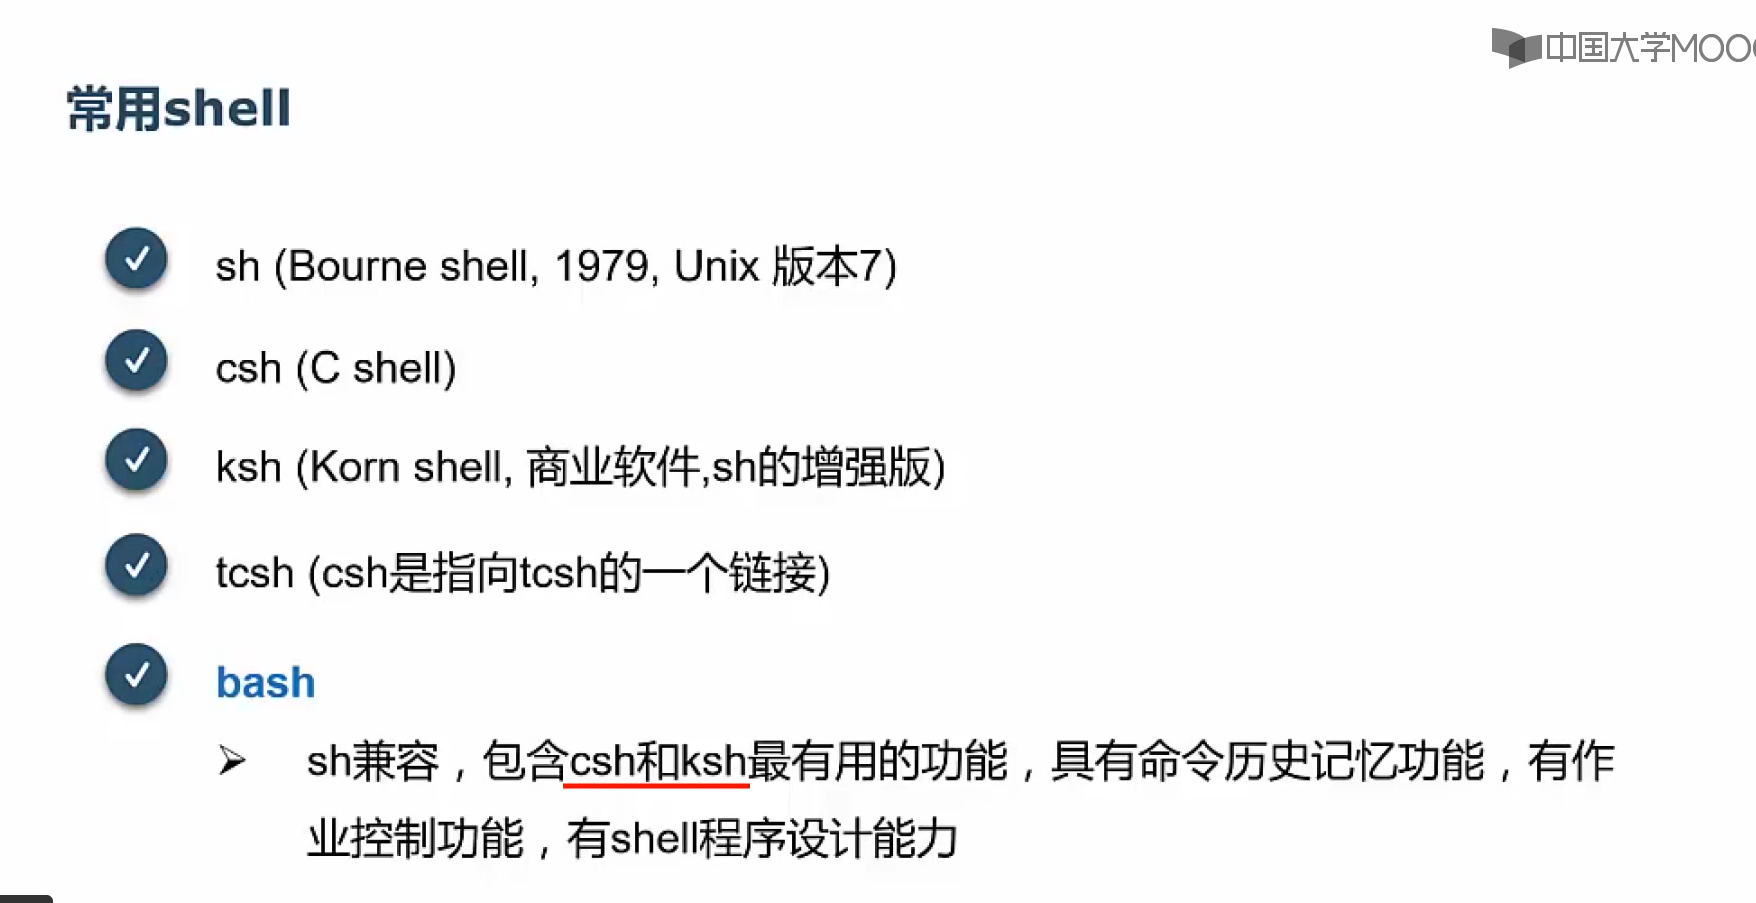 中国大学MOOC
常用shell
sh (Bourne shell, 1979, Unix 版本7)
csh (C shell)
ksh (Korn shell, 商业软件,sh的增强版)
tcsh (csh是指向tcsh的一个链接)
bash
sh兼容，包含csh和ksh最有用的功能，具有命令历史记忆功能，有作
业控制功能，有shell程序设计能力